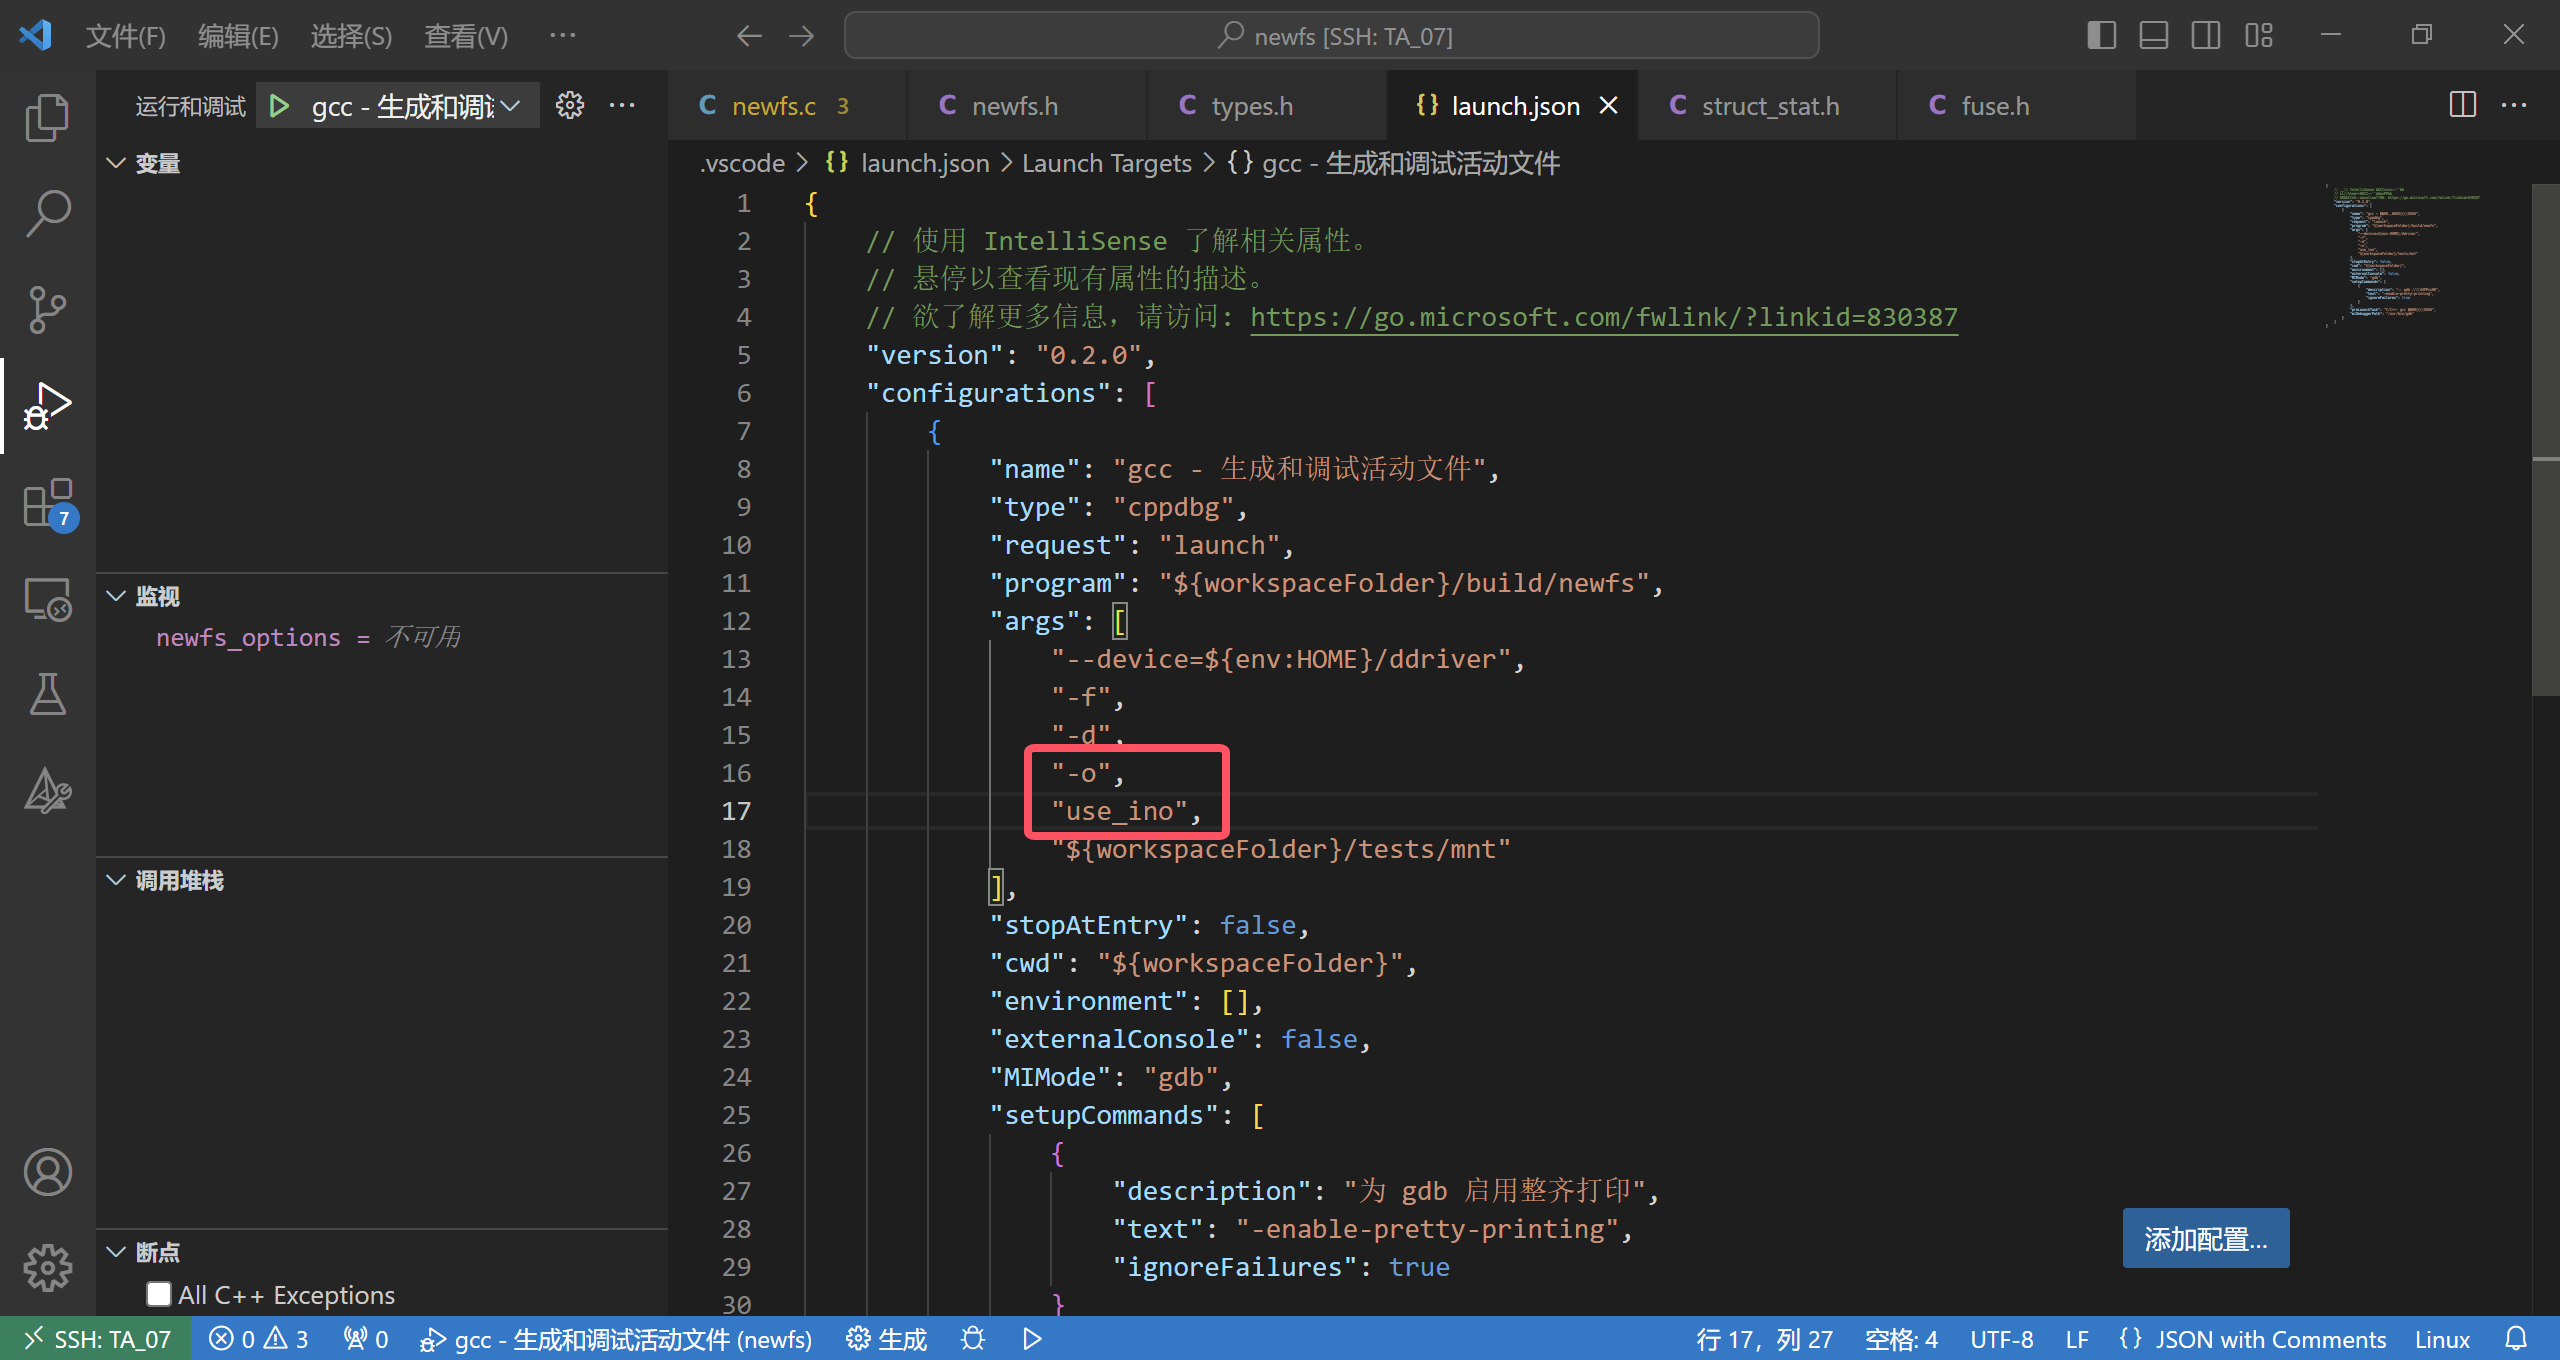 文件(F) 编辑(E) 选择(S) 查看(V) ··· newfs [SSH: TA_07]
运行和调试 gcc - 生成和调 ···
newfs.c 3 newfs.h types.h {} launch.json struct_stat.h fuse.h ···
.vscode > {} launch.json > Launch Targets > {} gcc - 生成和调试活动文件
变量
监视
newfs_options = 不可用
调用堆栈
断点
All C++ Exceptions
7
1 {
2 // 使用 IntelliSense 了解相关属性。
3 // 悬停以查看现有属性的描述。
4 // 欲了解更多信息，请访问: https://go.microsoft.com/fwlink/?linkid=830387
5 "version": "0.2.0",
6 "configurations": [
7 {
8 "name": "gcc - 生成和调试活动文件",
9 "type": "cppdbg",
10 "request": "launch",
11 "program": "${workspaceFolder}/build/newfs",
12 "args": [
13 "--device=${env:HOME}/ddriver",
14 "-f",
15 "-d",
16 "-o",
17 "use_ino",
18 "${workspaceFolder}/tests/mnt"
19 ],
20 "stopAtEntry": false,
21 "cwd": "${workspaceFolder}",
22 "environment": [],
23 "externalConsole": false,
24 "MIMode": "gdb",
25 "setupCommands": [
26 {
27 "description": "为 gdb 启用整齐打印",
28 "text": "-enable-pretty-printing",
29 "ignoreFailures": true
30 }
添加配置...
SSH: TA_07 0 3 0 gcc - 生成和调试活动文件 (newfs) 生成 行 17，列 27 空格: 4 UTF-8 LF {} JSON with Comments Linux